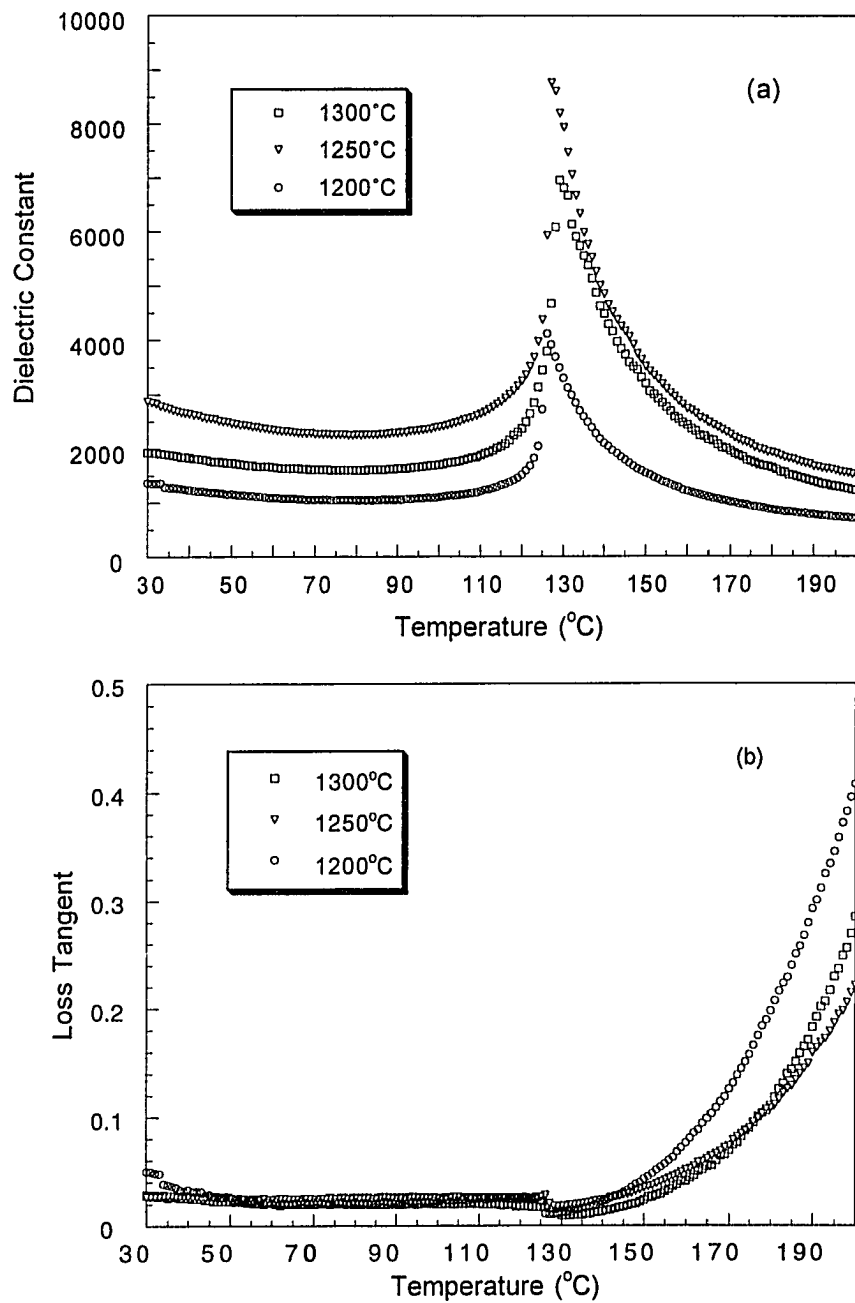 10000
8000
6000
4000
2000
0
Dielectric Constant
(a)
1300°C
1250°C
1200°C
30 50 70 90 110 130 150 170 190
Temperature (°C)
0.5
0.4
0.3
0.2
0.1
0
Loss Tangent
(b)
1300°C
1250°C
1200°C
30 50 70 90 110 130 150 170 190
Temperature (°C)